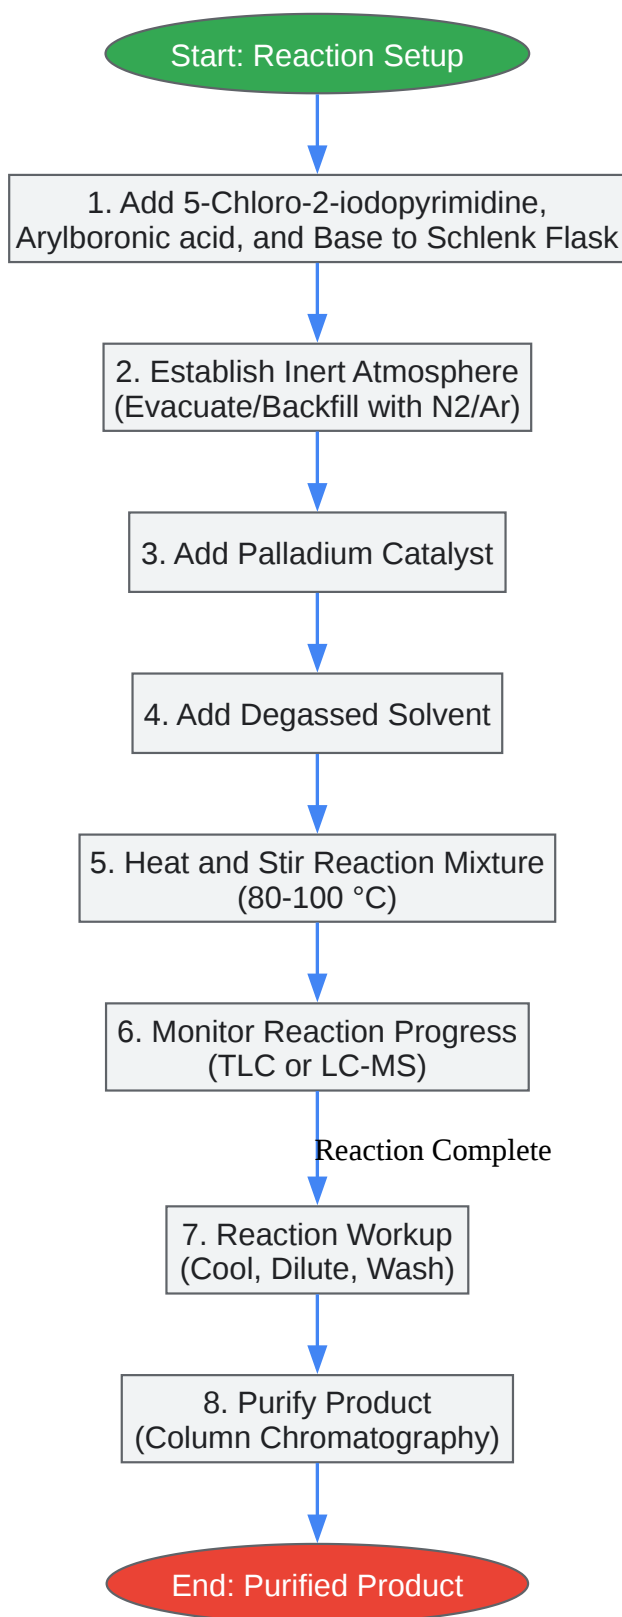 Start: Reaction Setup
1. Add 5-Chloro-2-iodopyrimidine,
Arylboronic acid, and Base to Schlenk Flask
2. Establish Inert Atmosphere
(Evacuate/Backfill with N2/Ar)
3. Add Palladium Catalyst
4. Add Degassed Solvent
5. Heat and Stir Reaction Mixture
(80-100 °C)
6. Monitor Reaction Progress
(TLC or LC-MS)
Reaction Complete
7. Reaction Workup
(Cool, Dilute, Wash)
8. Purify Product
(Column Chromatography)
End: Purified Product